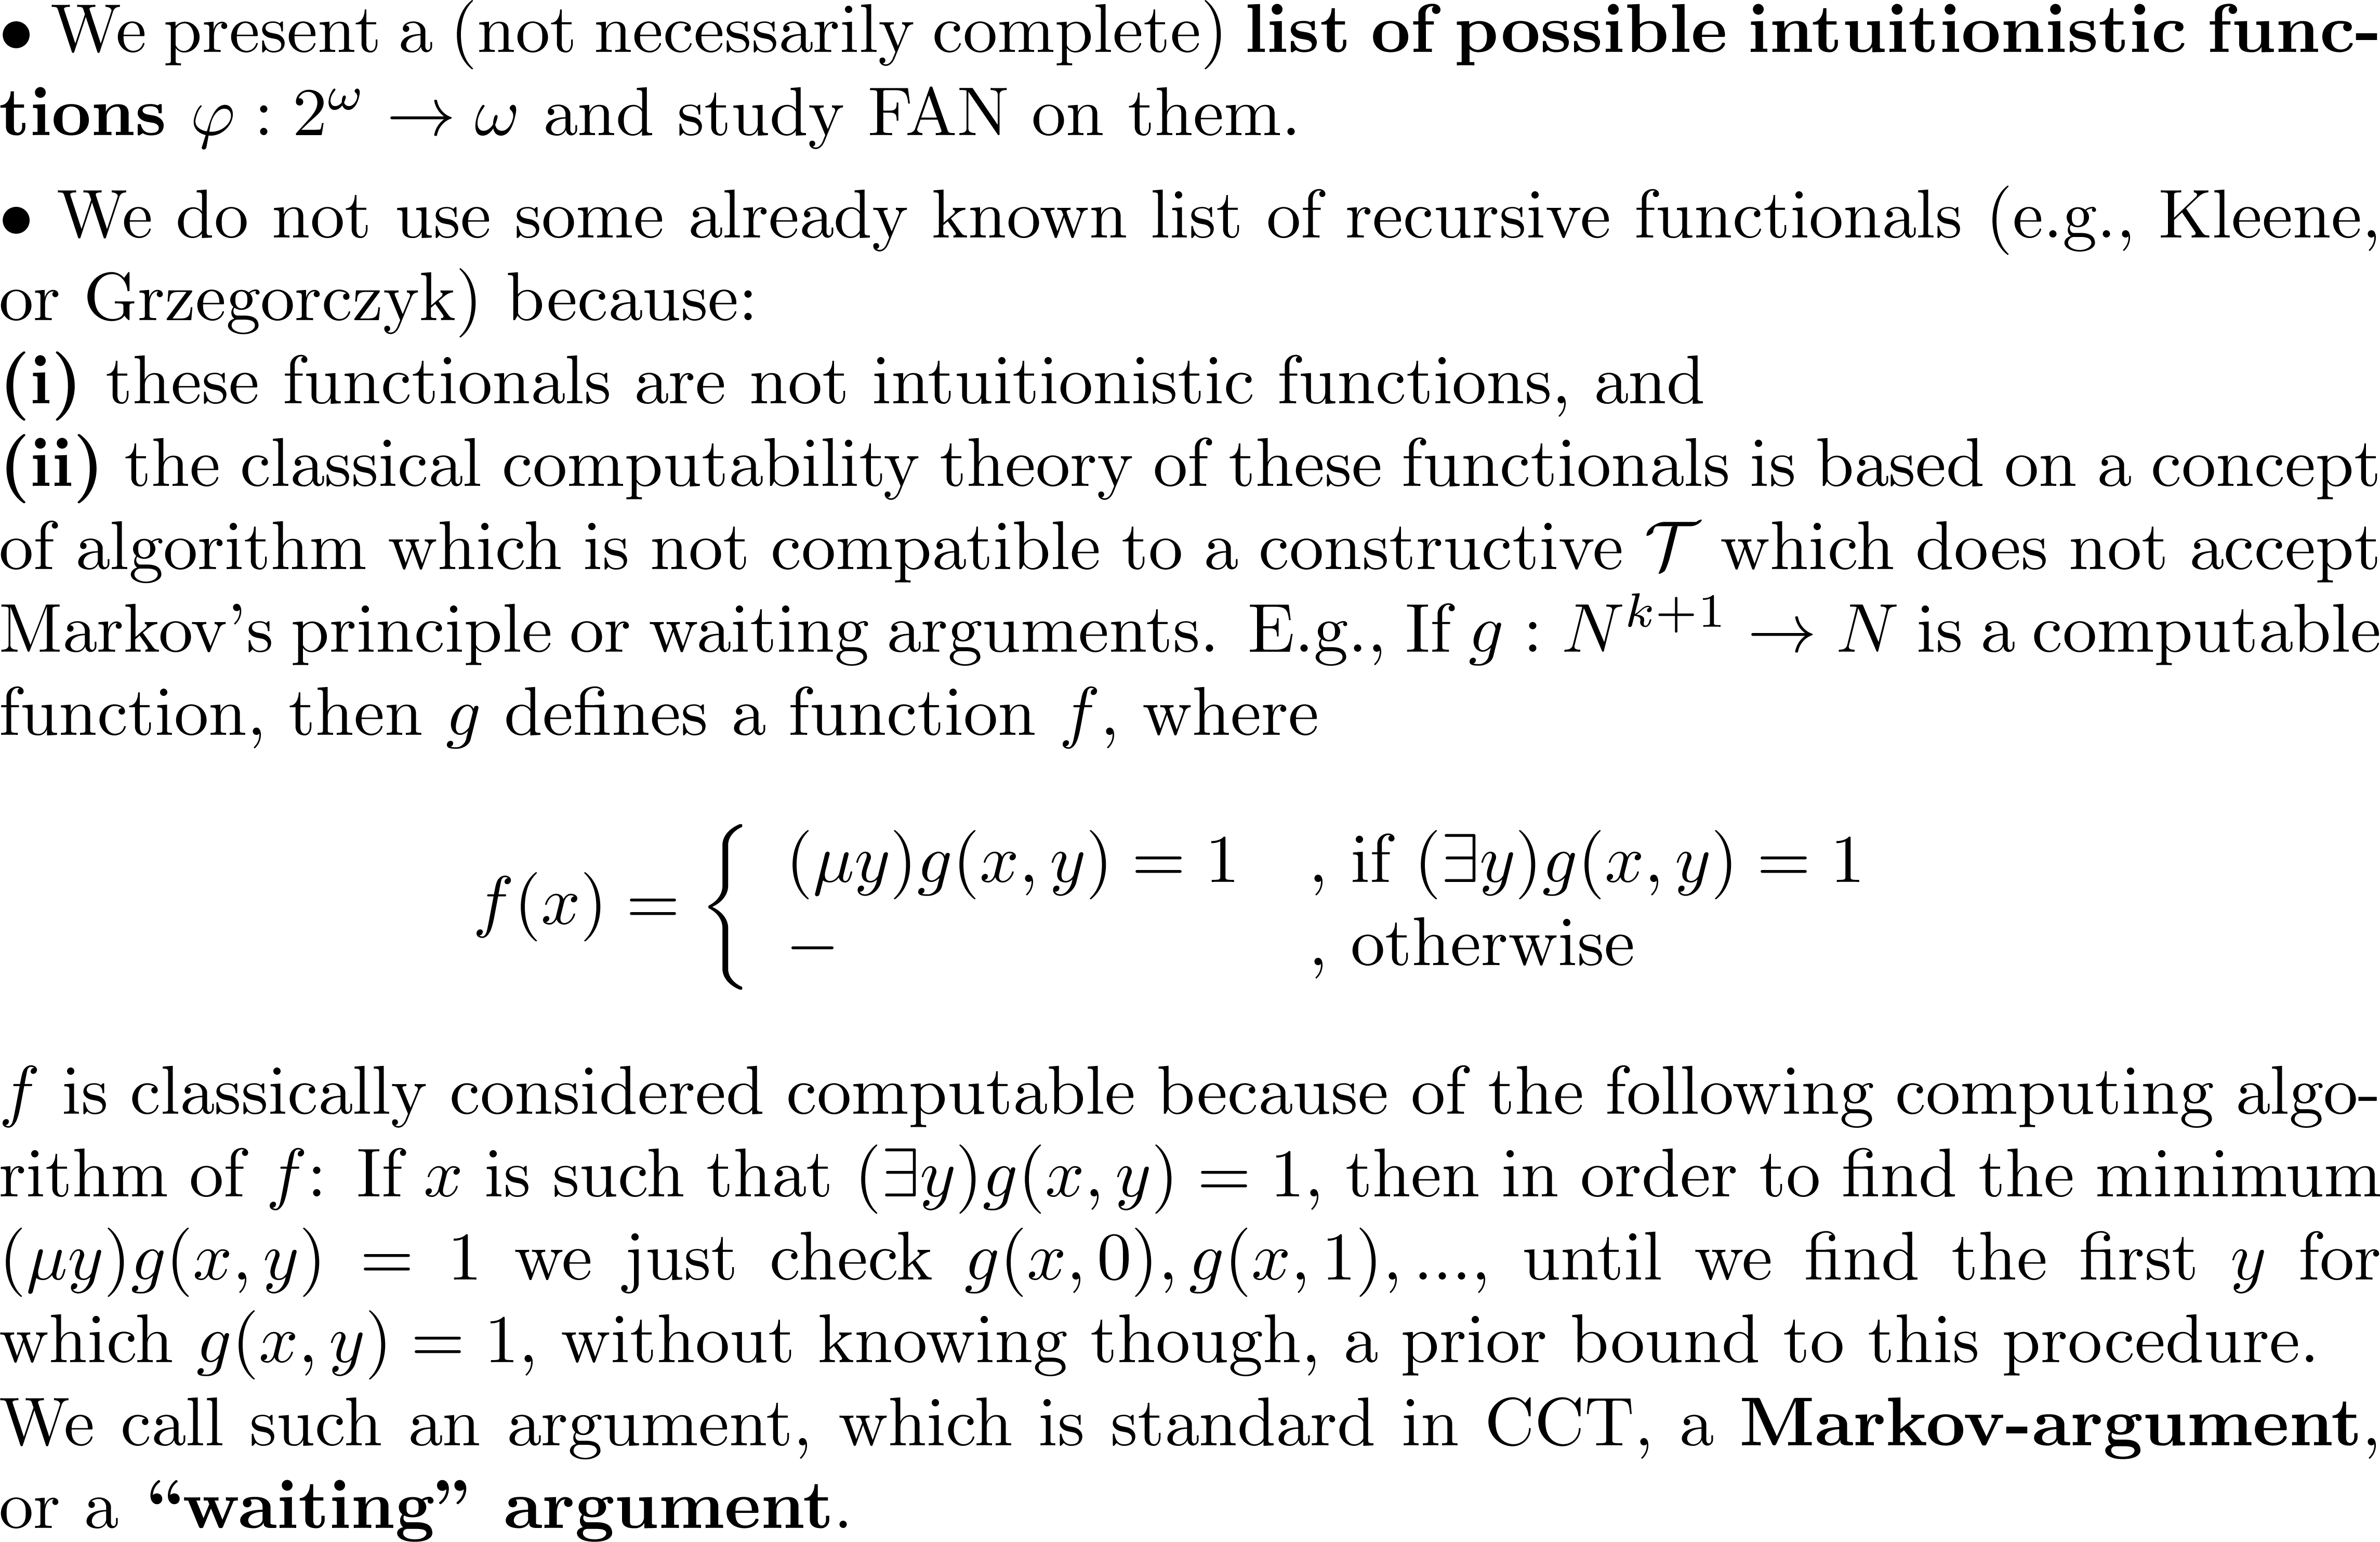 • We present a (not necessarily complete) list of possible intuitionistic func-
tions φ : 2^ω → ω and study FAN on them.
• We do not use some already known list of recursive functionals (e.g., Kleene,
or Grzegorczyk) because:
(i) these functionals are not intuitionistic functions, and
(ii) the classical computability theory of these functionals is based on a concept
of algorithm which is not compatible to a constructive 𝒯 which does not accept
Markov's principle or waiting arguments. E.g., If g : N^{k+1} → N is a computable
function, then g defines a function f, where
f(x) = { (μy)g(x, y) = 1 , if (∃y)g(x, y) = 1
− , otherwise
f is classically considered computable because of the following computing algo-
rithm of f: If x is such that (∃y)g(x, y) = 1, then in order to find the minimum
(μy)g(x, y) = 1 we just check g(x, 0), g(x, 1), ..., until we find the first y for
which g(x, y) = 1, without knowing though, a prior bound to this procedure.
We call such an argument, which is standard in CCT, a Markov-argument,
or a “waiting” argument.